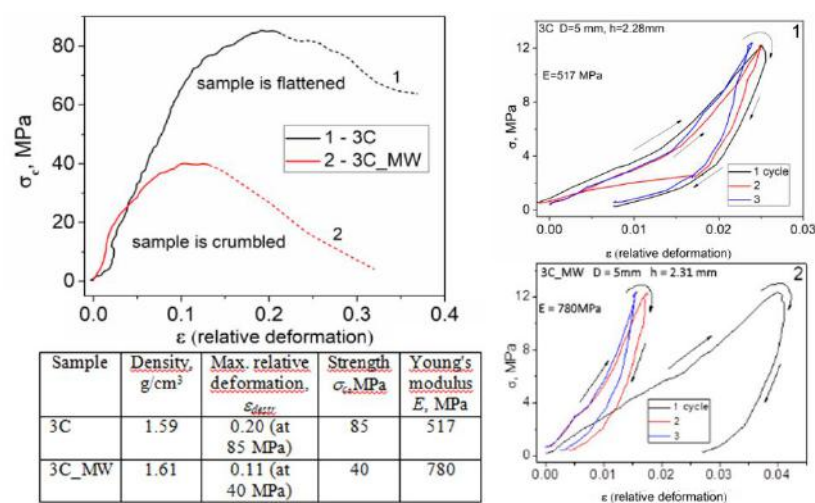 80
60
40
20
0
σc, MPa
sample is flattened
1
1 - 3C
2 - 3C_MW
sample is crumbled
2
0.0 0.1 0.2 0.3 0.4
ε (relative deformation)
Sample Density, g/cm³ Max. relative deformation, εdestr. Strength σc, MPa Young's modulus E, MPa
3C 1.59 0.20 (at 85 MPa) 85 517
3C_MW 1.61 0.11 (at 40 MPa) 40 780
3C D=5 mm, h=2.28mm
1
E=517 MPa
12
8
4
0
σ, MPa
1 cycle
2
3
0.00 0.01 0.02 0.03
ε (relative deformation)
3C_MW D = 5mm h = 2.31 mm
2
E = 780MPa
12
8
4
0
σ, MPa
1 cycle
2
3
0.00 0.01 0.02 0.03 0.04
ε (relative deformation)